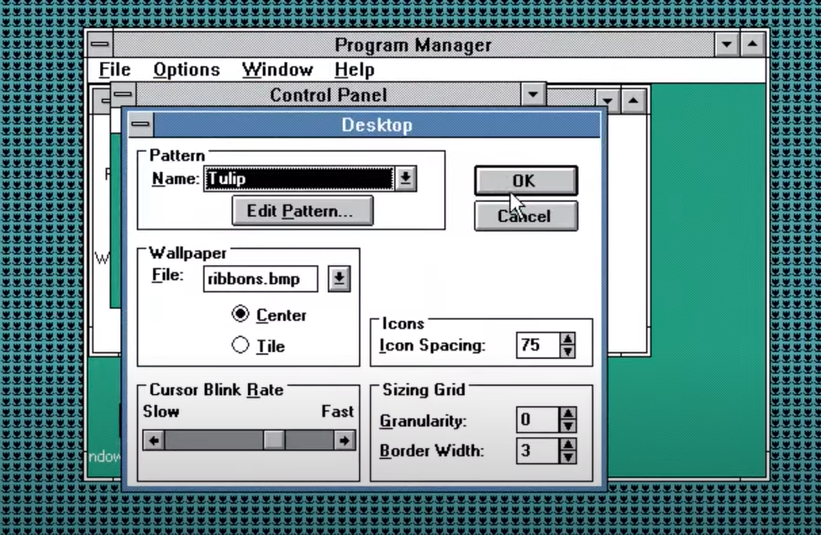 Program Manager
File Options Window Help
Control Panel
Desktop
Pattern
Name: Tulip
Edit Pattern...
OK
Cancel
Wallpaper
File: ribbons.bmp
Center
Tile
Icons
Icon Spacing: 75
Cursor Blink Rate
Slow Fast
Sizing Grid
Granularity: 0
Border Width: 3